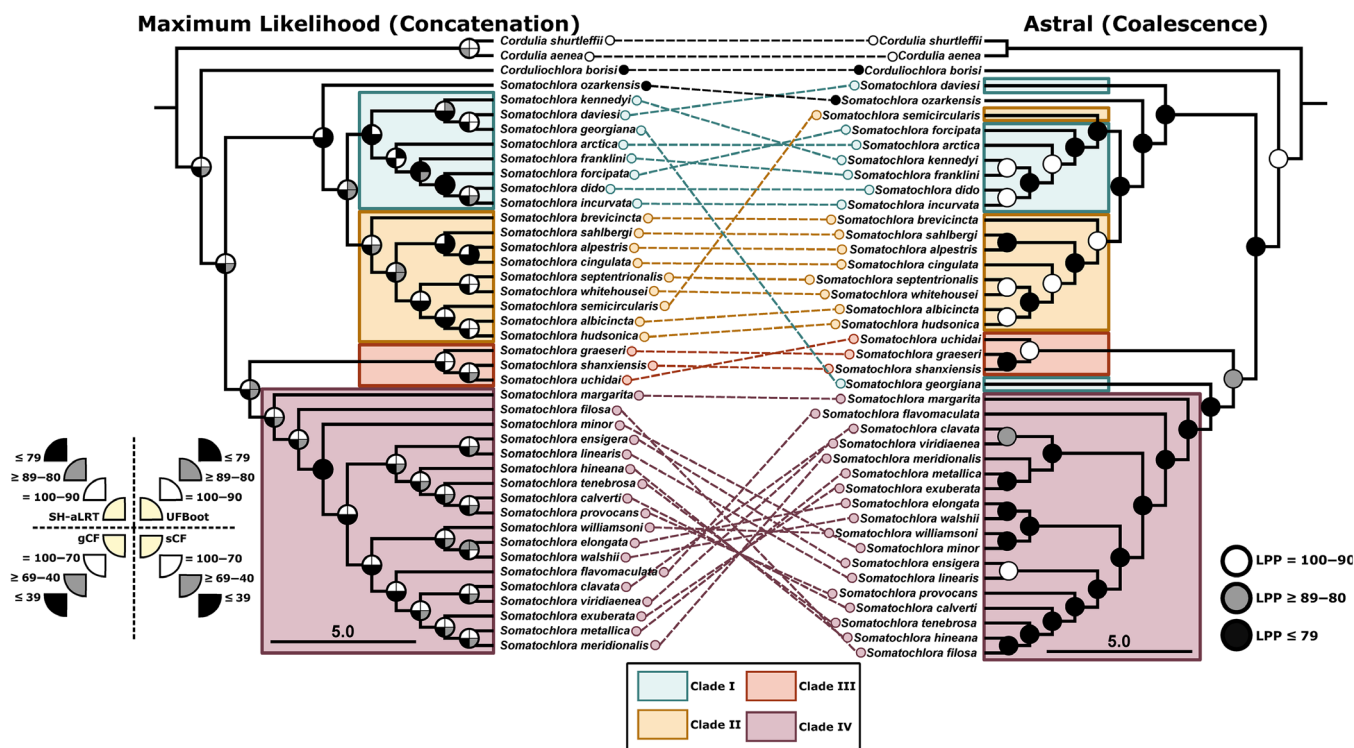 Maximum Likelihood (Concatenation)
Astral (Coalescence)
Cordulia shurtleffii
Cordulia aenea
Corduliochlora borisi
Somatochlora ozarkensis
Somatochlora kennedyi
Somatochlora daviesi
Somatochlora georgiana
Somatochlora arctica
Somatochlora franklini
Somatochlora forcipata
Somatochlora dido
Somatochlora incurvata
Somatochlora brevicincta
Somatochlora sahlbergi
Somatochlora alpestris
Somatochlora cingulata
Somatochlora septentrionalis
Somatochlora whitehousei
Somatochlora semicircularis
Somatochlora albicincta
Somatochlora hudsonica
Somatochlora graeseri
Somatochlora shanxiensis
Somatochlora uchidai
Somatochlora margarita
Somatochlora filosa
Somatochlora minor
Somatochlora ensigera
Somatochlora linearis
Somatochlora hineana
Somatochlora tenebrosa
Somatochlora calverti
Somatochlora provocans
Somatochlora williamsoni
Somatochlora elongata
Somatochlora walshii
Somatochlora flavomaculata
Somatochlora clavata
Somatochlora viridiaenea
Somatochlora exuberata
Somatochlora metallica
Somatochlora meridionalis
Cordulia shurtleffii
Cordulia aenea
Corduliochlora borisi
Somatochlora daviesi
Somatochlora ozarkensis
Somatochlora semicircularis
Somatochlora forcipata
Somatochlora arctica
Somatochlora kennedyi
Somatochlora franklini
Somatochlora dido
Somatochlora incurvata
Somatochlora brevicincta
Somatochlora sahlbergi
Somatochlora alpestris
Somatochlora cingulata
Somatochlora septentrionalis
Somatochlora whitehousei
Somatochlora albicincta
Somatochlora hudsonica
Somatochlora uchidai
Somatochlora graeseri
Somatochlora shanxiensis
Somatochlora georgiana
Somatochlora margarita
Somatochlora flavomaculata
Somatochlora clavata
Somatochlora viridiaenea
Somatochlora meridionalis
Somatochlora metallica
Somatochlora exuberata
Somatochlora elongata
Somatochlora walshii
Somatochlora williamsoni
Somatochlora minor
Somatochlora ensigera
Somatochlora linearis
Somatochlora provocans
Somatochlora calverti
Somatochlora tenebrosa
Somatochlora hineana
Somatochlora filosa
≤ 79
≥ 89–80
= 100–90
SH-aLRT
≤ 79
≥ 89–80
= 100–90
UFBoot
gCF
= 100–70
≥ 69–40
≤ 39
sCF
= 100–70
≥ 69–40
≤ 39
5.0
5.0
LPP = 100–90
LPP ≥ 89–80
LPP ≤ 79
Clade I
Clade III
Clade II
Clade IV